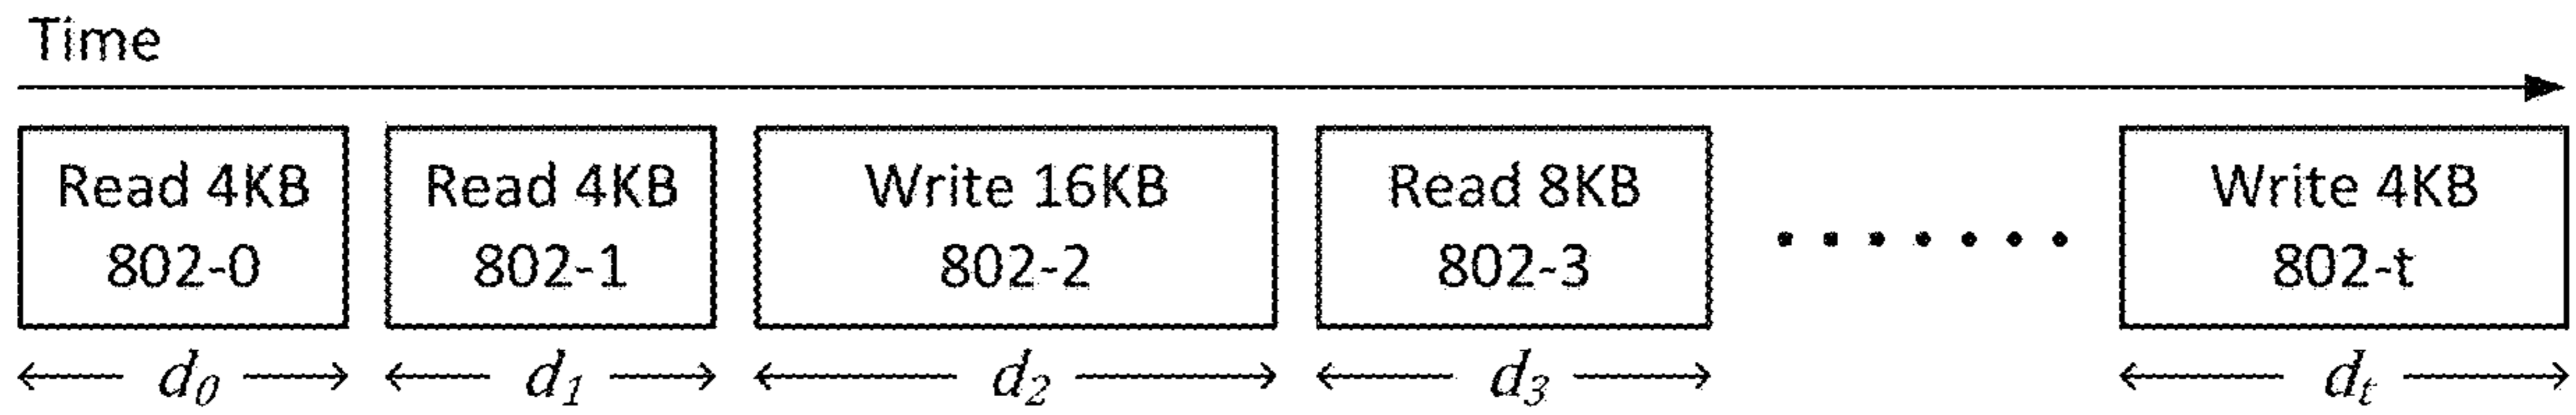 Time
Read 4KB
802-0
Read 4KB
802-1
Write 16KB
802-2
Read 8KB
802-3
.......
Write 4KB
802-t
d0
d1
d2
d3
dt